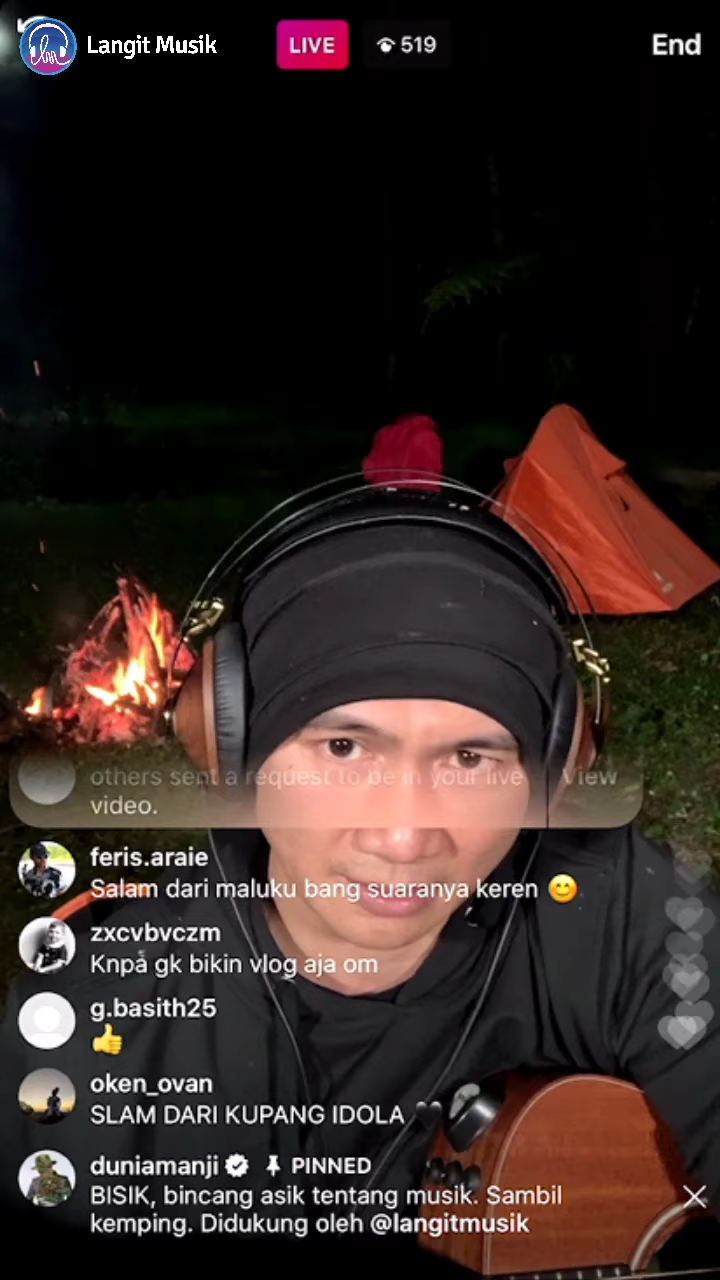 Langit Musik
LIVE
519
End
others sent a request to be in your live
View
video.
feris.araie
Salam dari maluku bang suaranya keren 😊
zxcvbvczm
Knpa gk bikin vlog aja om
g.basith25
👍
oken_ovan
SLAM DARI KUPANG IDOLA 🖤
duniamanji PINNED
BISIK, bincang asik tentang musik. Sambil
kemping. Didukung oleh @langitmusik